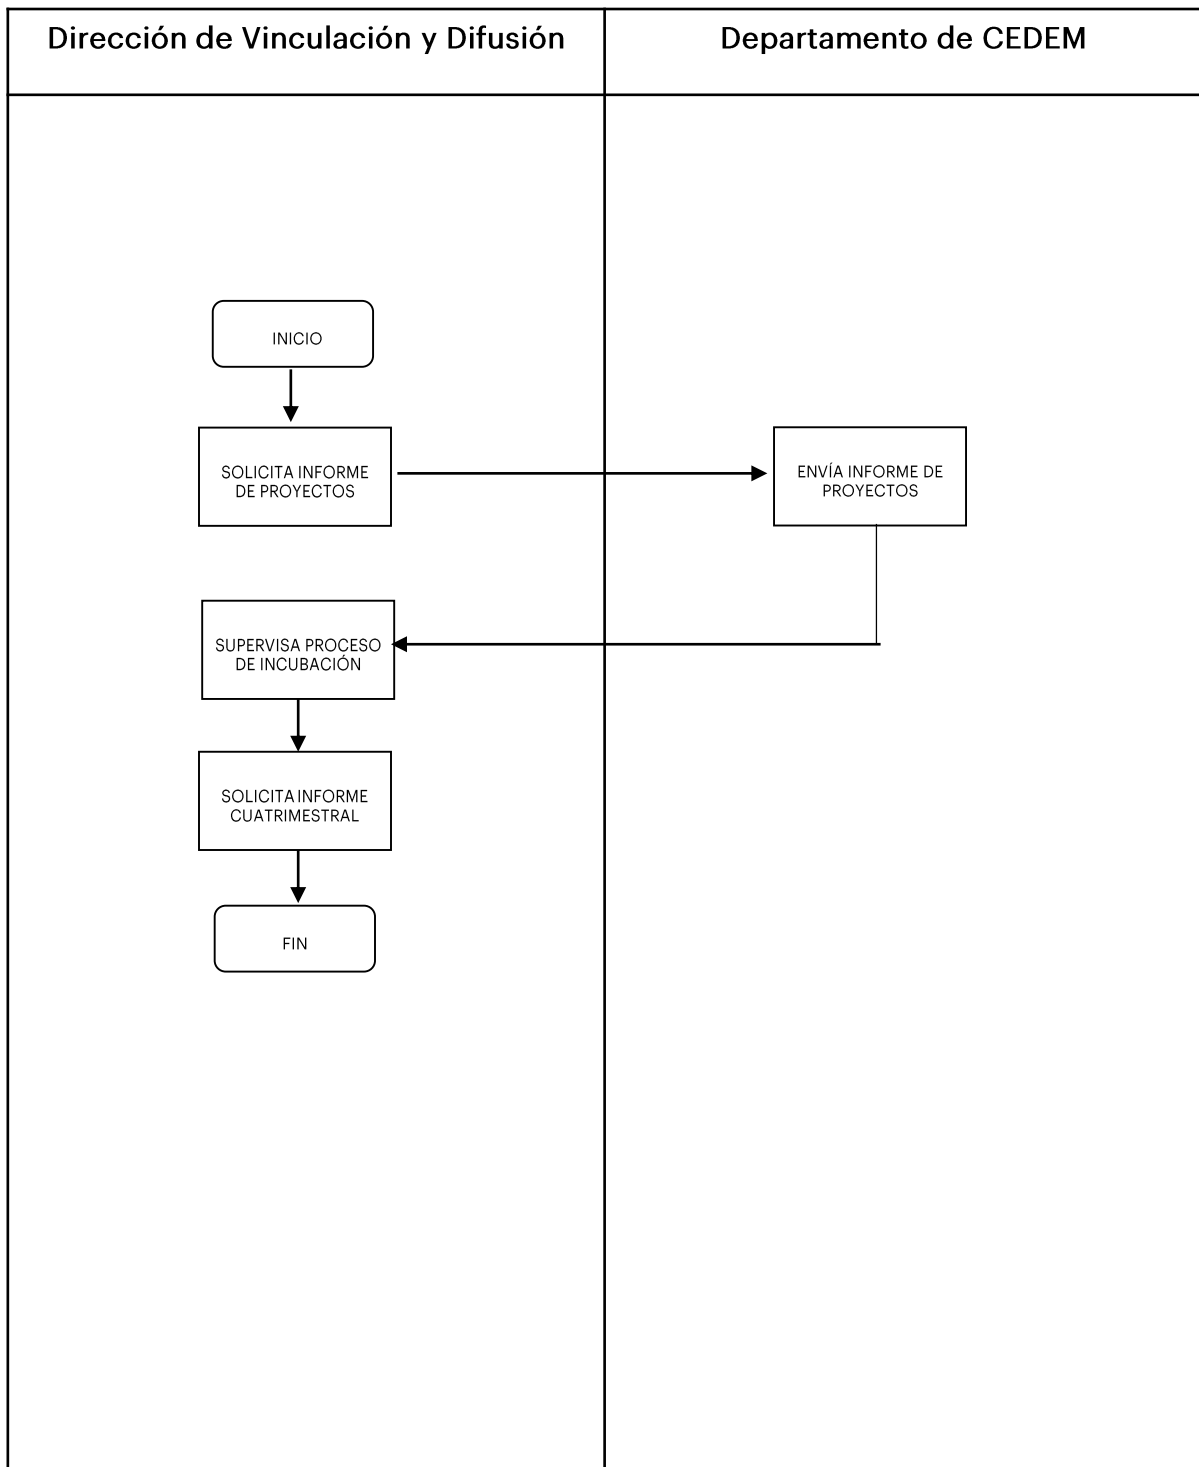 Dirección de Vinculación y Difusión
Departamento de CEDEM
INICIO
SOLICITA INFORME
DE PROYECTOS
ENVÍA INFORME DE
PROYECTOS
SUPERVISA PROCESO
DE INCUBACIÓN
SOLICITA INFORME
CUATRIMESTRAL
FIN